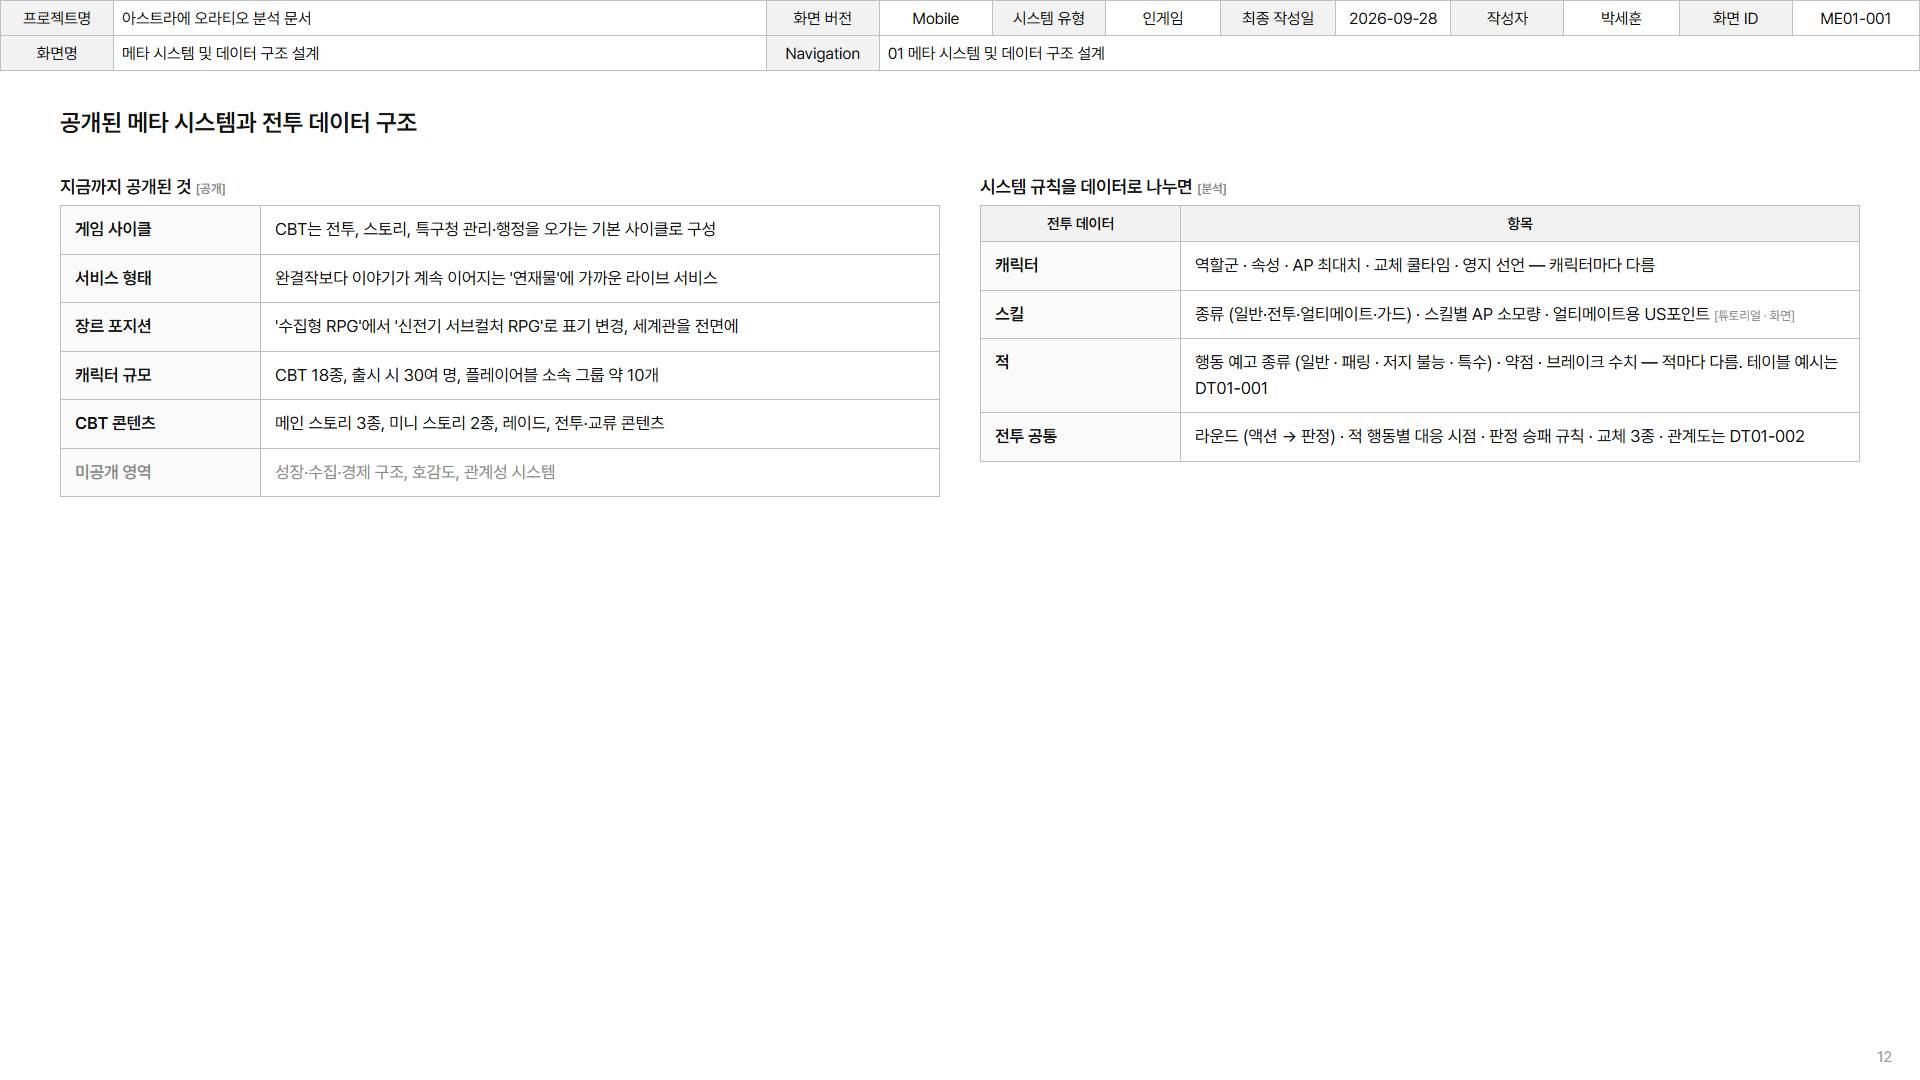 프로젝트명 아스트라에 오라티오 분석 문서 화면 버전 Mobile 시스템 유형 인게임 최종 작성일 2026-09-28 작성자 박세훈 화면 ID ME01-001
화면명 메타 시스템 및 데이터 구조 설계 Navigation 01 메타 시스템 및 데이터 구조 설계
공개된 메타 시스템과 전투 데이터 구조
지금까지 공개된 것 [공개]
게임 사이클 CBT는 전투, 스토리, 특구청 관리·행정을 오가는 기본 사이클로 구성
서비스 형태 완결작보다 이야기가 계속 이어지는 '연재물'에 가까운 라이브 서비스
장르 포지션 '수집형 RPG'에서 '신전기 서브컬처 RPG'로 표기 변경, 세계관을 전면에
캐릭터 규모 CBT 18종, 출시 시 30여 명, 플레이어블 소속 그룹 약 10개
CBT 콘텐츠 메인 스토리 3종, 미니 스토리 2종, 레이드, 전투·교류 콘텐츠
미공개 영역 성장·수집·경제 구조, 호감도, 관계성 시스템
시스템 규칙을 데이터로 나누면 [분석]
전투 데이터 항목
캐릭터 역할군 · 속성 · AP 최대치 · 교체 쿨타임 · 영지 선언 — 캐릭터마다 다름
스킬 종류 (일반·전투·얼티메이트·가드) · 스킬별 AP 소모량 · 얼티메이트용 US포인트 [튜토리얼 · 화면]
적 행동 예고 종류 (일반 · 패링 · 저지 불능 · 특수) · 약점 · 브레이크 수치 — 적마다 다름. 테이블 예시는
DT01-001
전투 공통 라운드 (액션 → 판정) · 적 행동별 대응 시점 · 판정 승패 규칙 · 교체 3종 · 관계도는 DT01-002
12